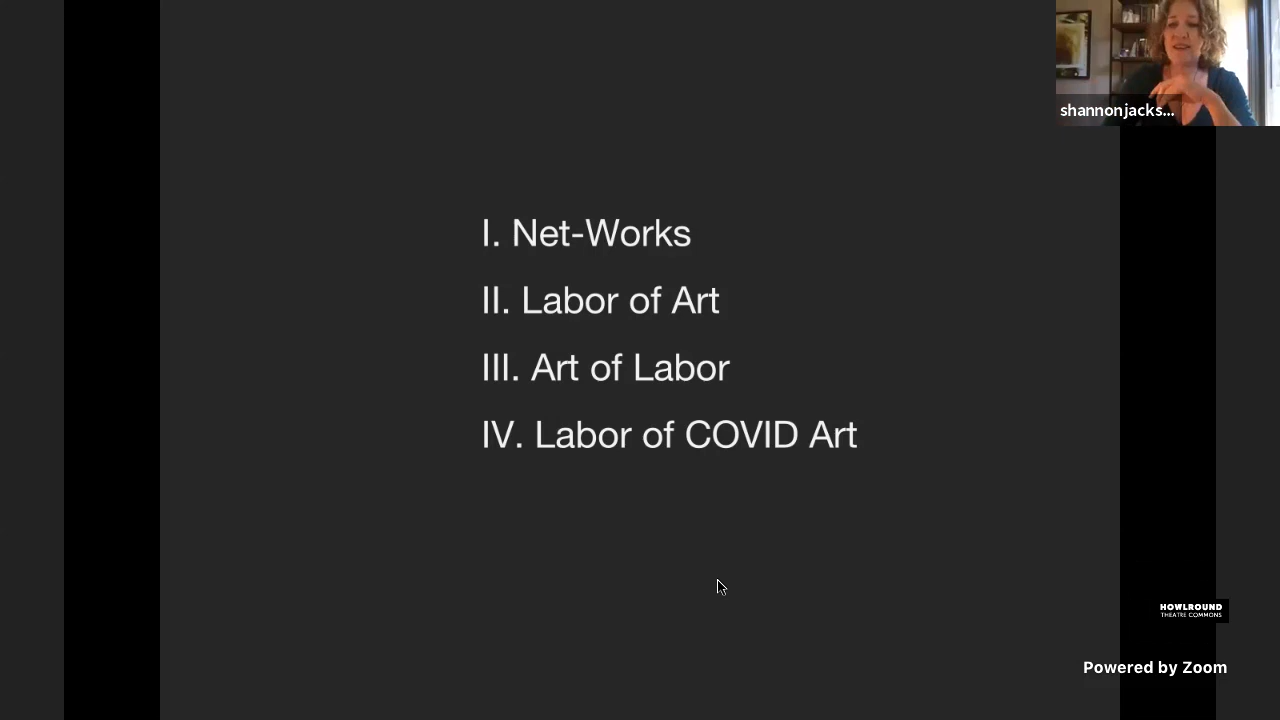 shannonjacks...
I. Net-Works
II. Labor of Art
III. Art of Labor
IV. Labor of COVID Art
HOWLROUND
THEATRE COMMONS
Powered by Zoom